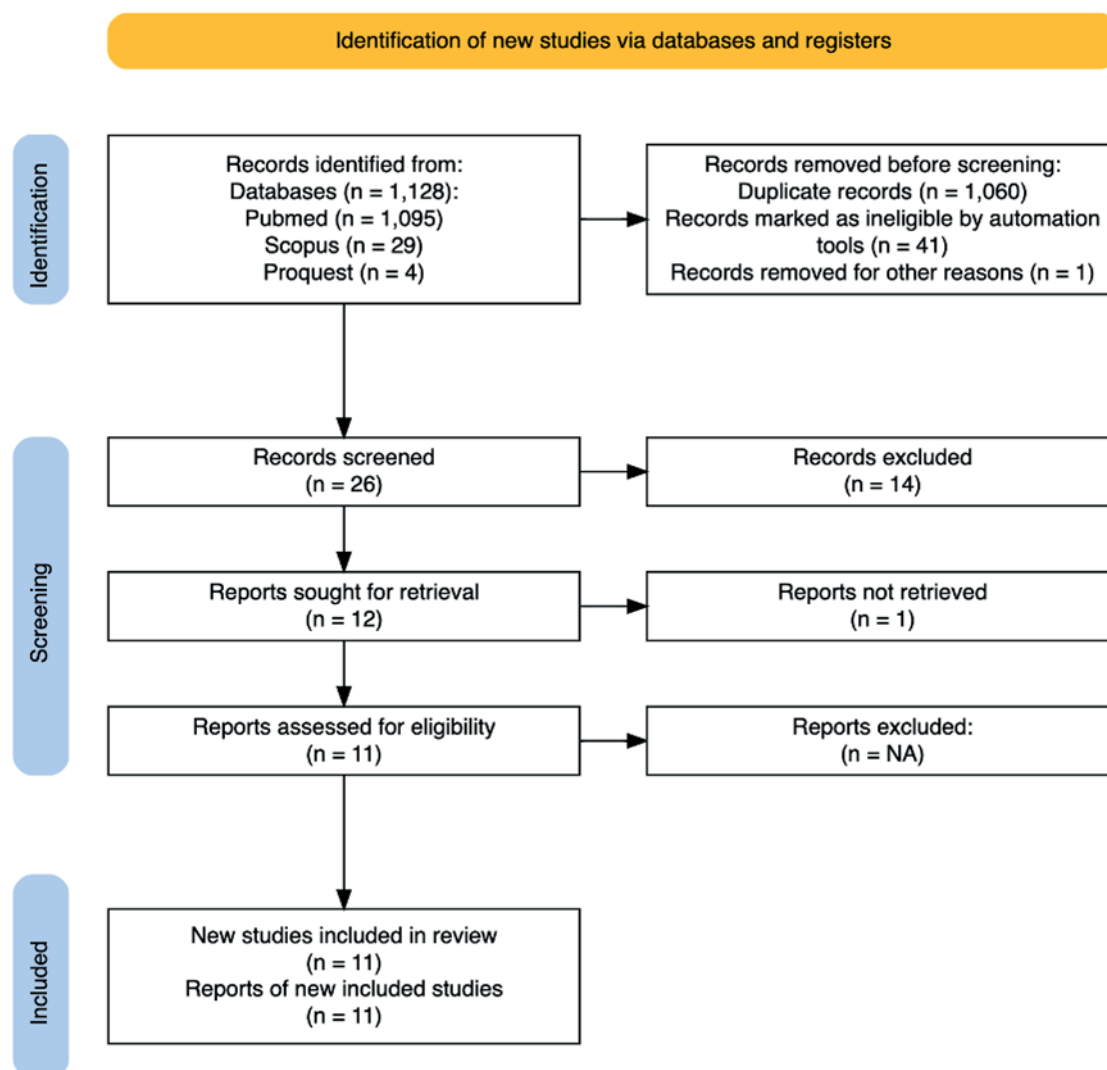 Identification of new studies via databases and registers
Identification
Records identified from:
Databases (n = 1,128):
Pubmed (n = 1,095)
Scopus (n = 29)
Proquest (n = 4)
Records removed before screening:
Duplicate records (n = 1,060)
Records marked as ineligible by automation
tools (n = 41)
Records removed for other reasons (n = 1)
Screening
Records screened
(n = 26)
Records excluded
(n = 14)
Reports sought for retrieval
(n = 12)
Reports not retrieved
(n = 1)
Reports assessed for eligibility
(n = 11)
Reports excluded:
(n = NA)
Included
New studies included in review
(n = 11)
Reports of new included studies
(n = 11)